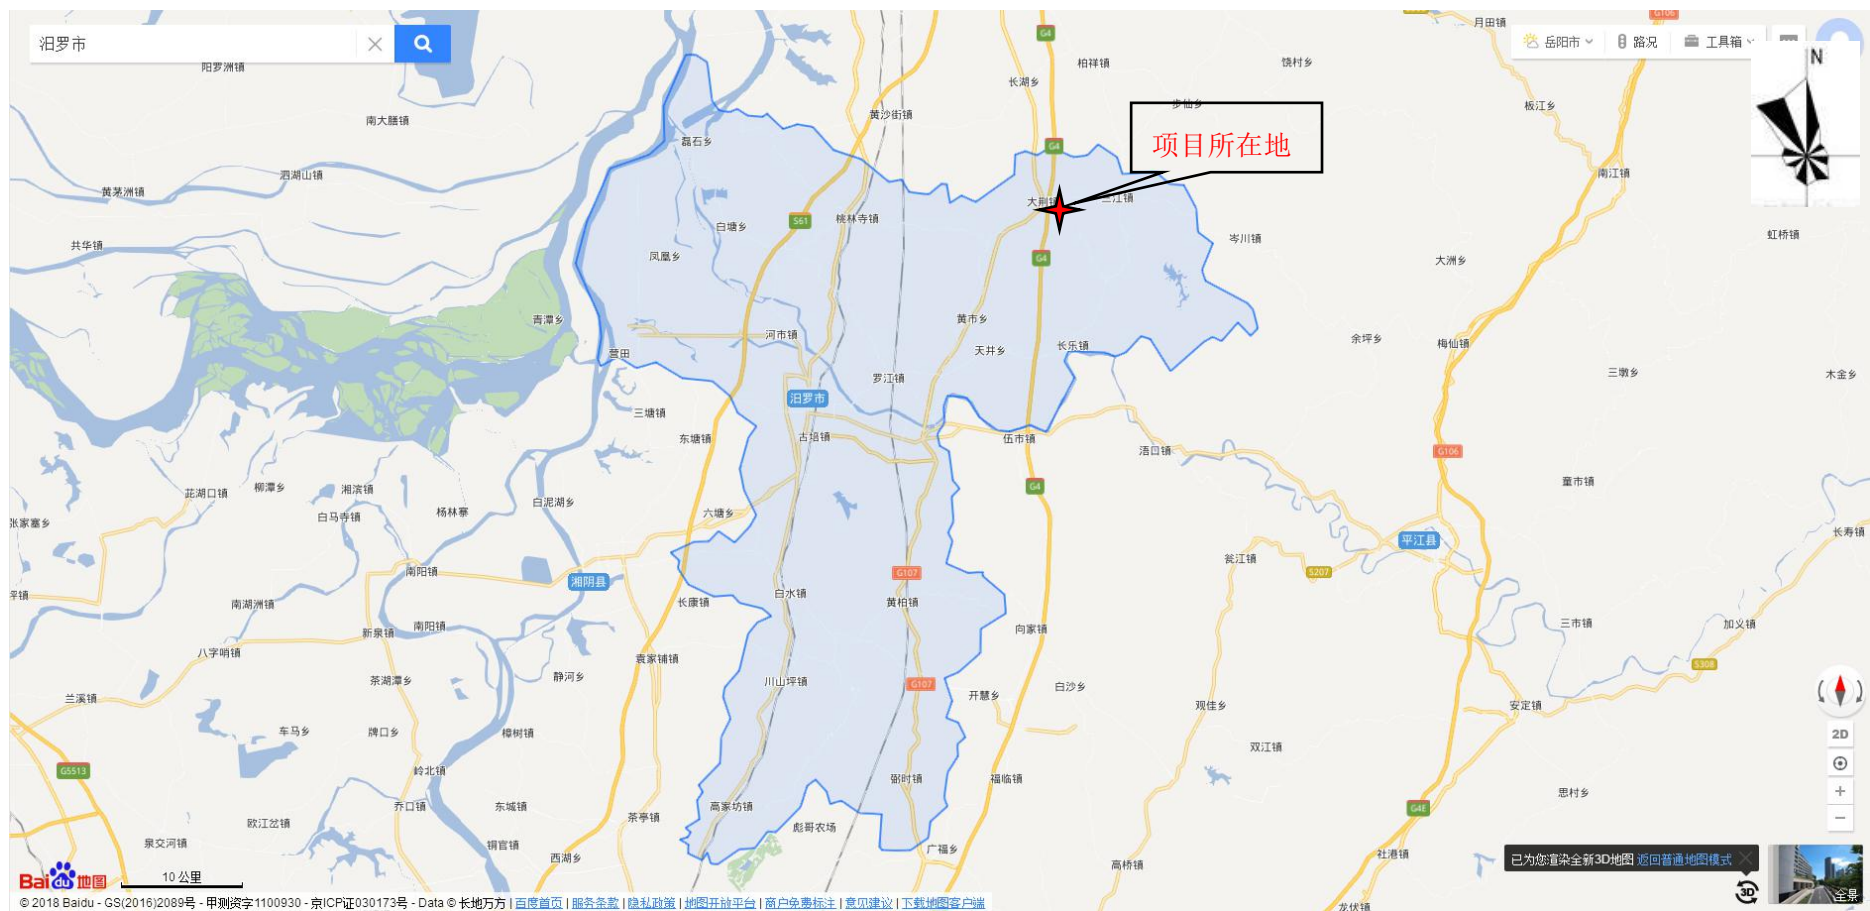 月田镇
G106
G4
汨罗市
岳阳市
路况
工具箱
N
阳罗洲镇
柏祥镇
饶村乡
长湖乡
板江乡
步仙乡
黄沙街镇
南大膳镇
磊石乡
G4
项目所在地
泗湖山镇
南江镇
黄茅洲镇
大荆镇
三江镇
S61
桃林寺镇
白塘乡
虹桥镇
共华镇
岑川镇
凤凰乡
G4
大洲乡
青潭乡
黄市乡
河市镇
余坪乡
梅仙镇
营田
天井乡
长乐镇
三墩乡
木金乡
罗江镇
汨罗市
三塘镇
东塘镇
古培镇
伍市镇
浯口镇
G106
童市镇
柳潭乡
湘滨镇
芷湖口镇
G4
白泥湖乡
杨林寨
六塘乡
白马寺镇
张家塞乡
长寿镇
平江县
瓮江镇
南阳镇
湘阴县
G107
S207
坪镇
白水镇
黄柏镇
长康镇
南湖洲镇
三市镇
加义镇
向家镇
南阳镇
新泉镇
八字哨镇
袁家铺镇
S308
静河乡
茶湖潭乡
川山坪镇
G107
白沙乡
开慧乡
兰溪镇
观佳乡
安定镇
车马乡
牌口乡
樟树镇
2D
双江镇
G5513
岭北镇
弼时镇
福临镇
思村乡
乔口镇
东城镇
高家坊镇
G4E
茶亭镇
欧江岔镇
彪哥农场
泉交河镇
铜官镇
广福乡
西湖乡
社港镇
高桥镇
已为您渲染全新3D地图 返回普通地图模式
Bai du 地图
10 公里
3D
全景
© 2018 Baidu - GS(2016)2089号 - 甲测资字1100930 - 京ICP证030173号 - Data © 长地万方 | 百度首页 | 服务条款 | 隐私政策 | 地图开放平台 | 商户免费标注 | 意见建议 | 下载地图客户端
龙伏镇